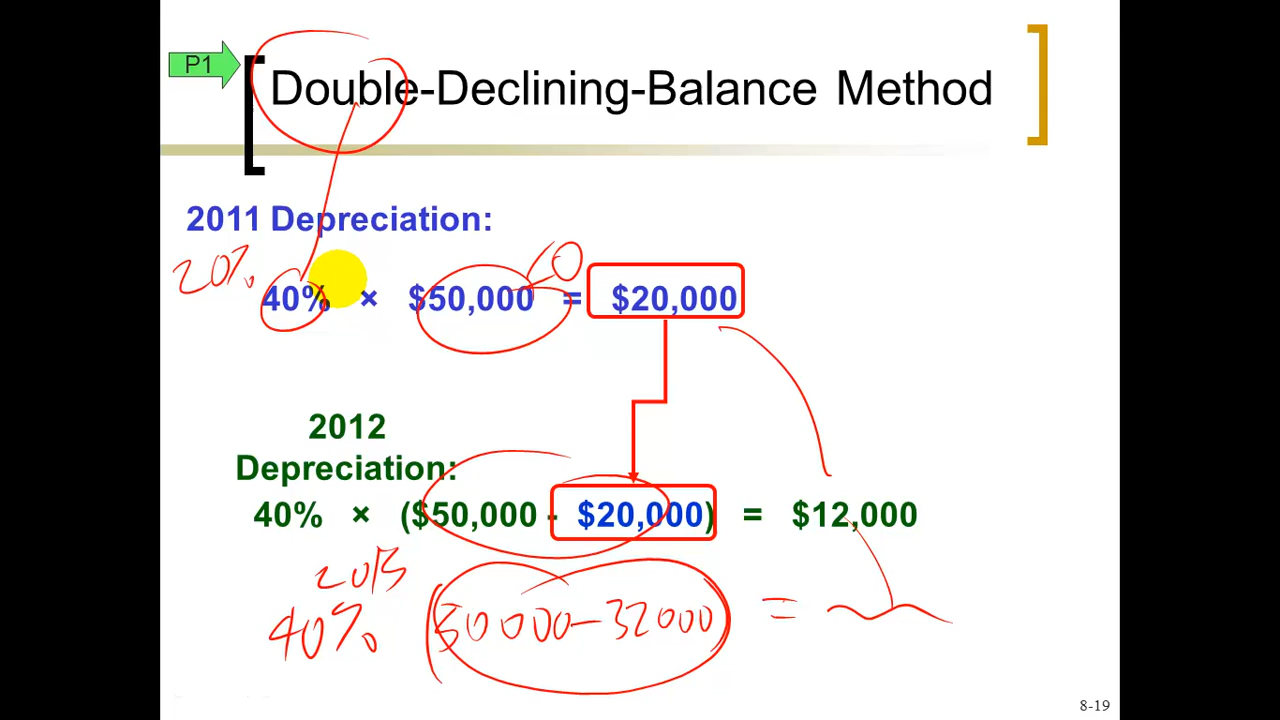 P1
Double-Declining-Balance Method
2011 Depreciation:
20%
0
40% × $50,000 = $20,000
2012
Depreciation:
40% × ($50,000 - $20,000) = $12,000
40% (50000-32000) =
8-19